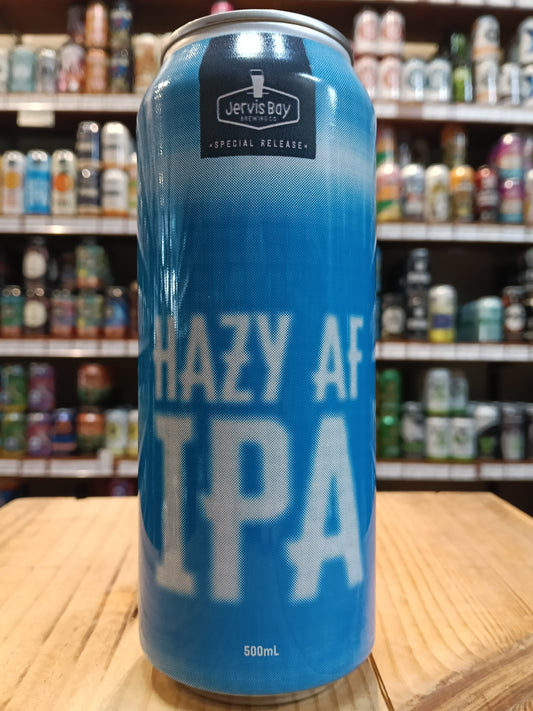 Jervis Bay
BREWING CO.
•SPECIAL RELEASE•
HAZY AF
IPA
500mL